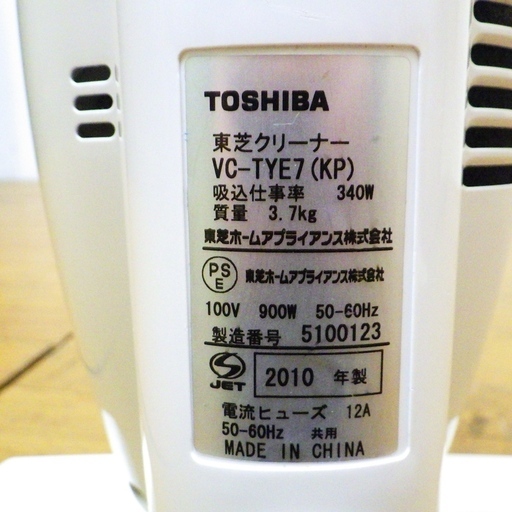 TOSHIBA
東芝クリーナー
VC-TYE7(KP)
吸込仕事率 340W
質量 3.7kg
東芝ホームアプライアンス株式会社
PS E 東芝ホームアプライアンス株式会社
100V 900W 50-60Hz
製造番号 5100123
JET 2010 年製
電流ヒューズ 12A
50-60Hz 共用
MADE IN CHINA